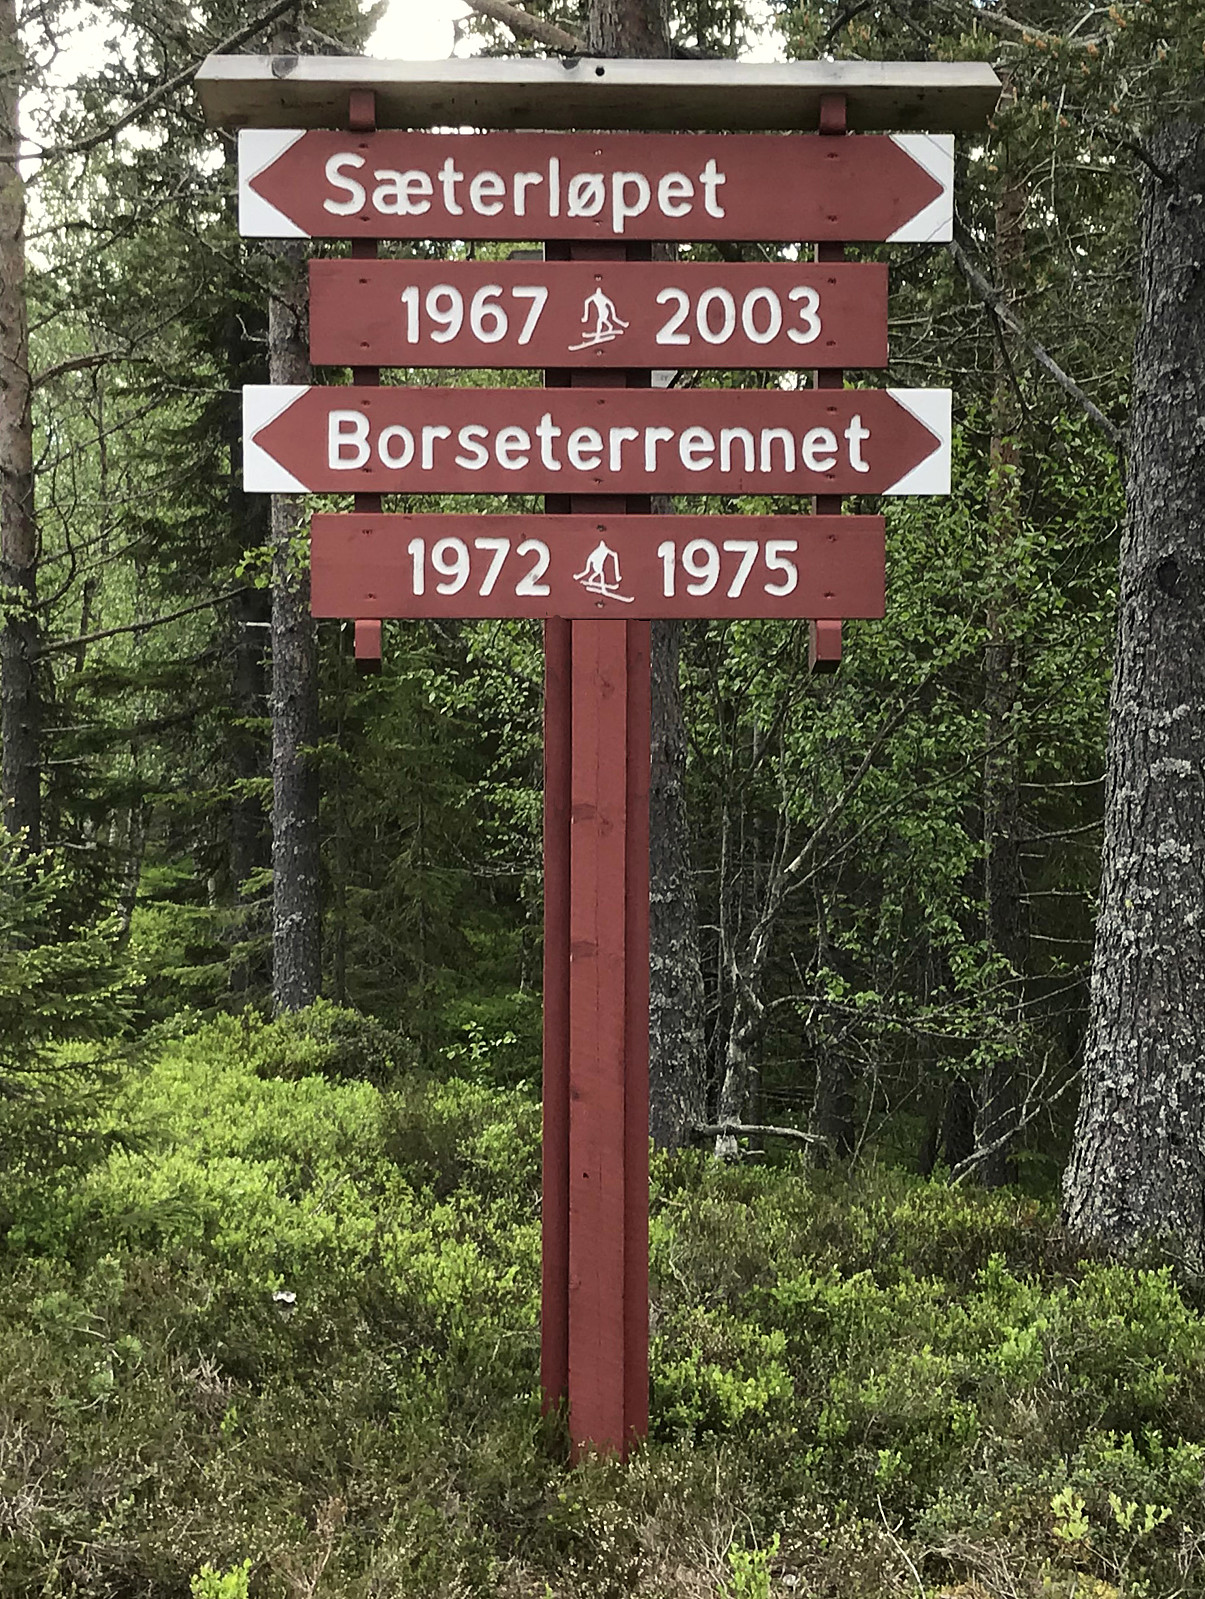 Sæterløpet
1967 2003
Borseterrennet
1972 1975